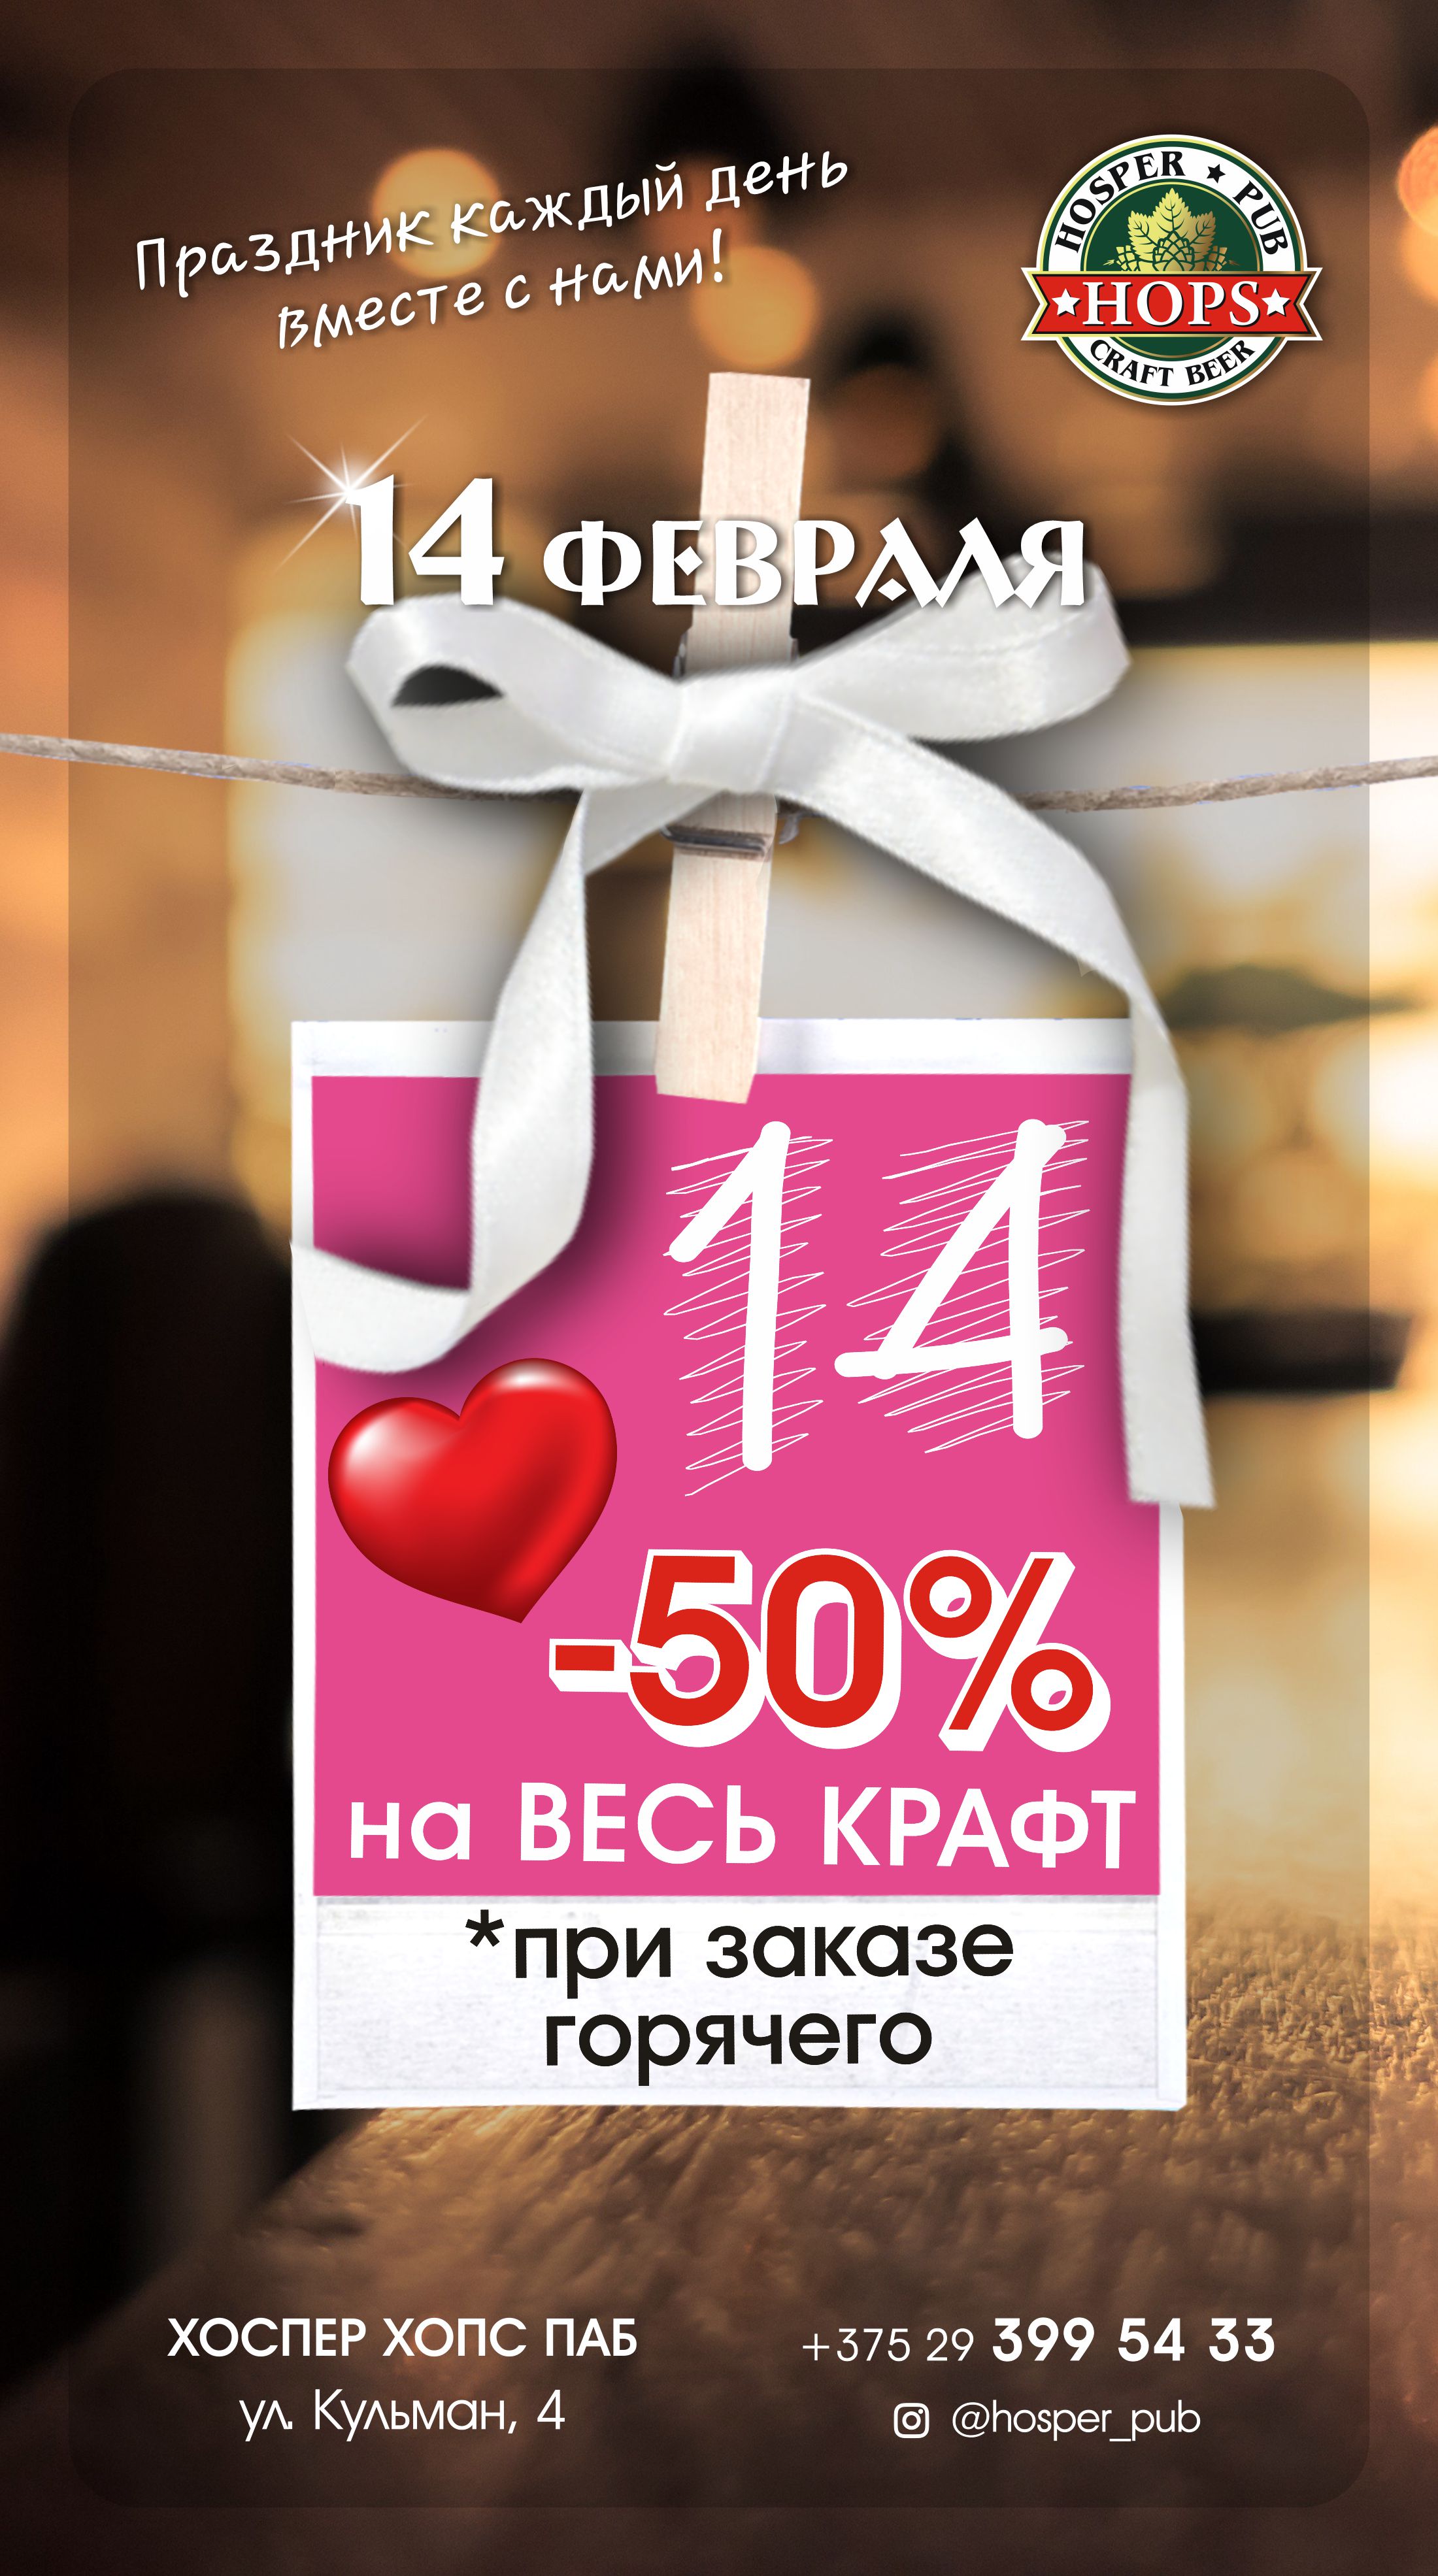 Праздник каждый день
вместе с нами!
HOSPER ★ PUB
★HOPS★
CRAFT BEER
14 ФЕВРАЛЯ
14
-50%
на ВЕСЬ КРАФТ
*при заказе
горячего
ХОСПЕР ХОПС ПАБ
ул. Кульман, 4
+375 29 399 54 33
@hosper_pub